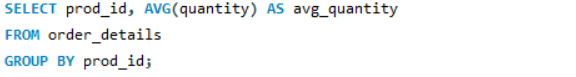 SELECT prod_id, AVG(quantity) AS avg_quantity
FROM order_details
GROUP BY prod_id;